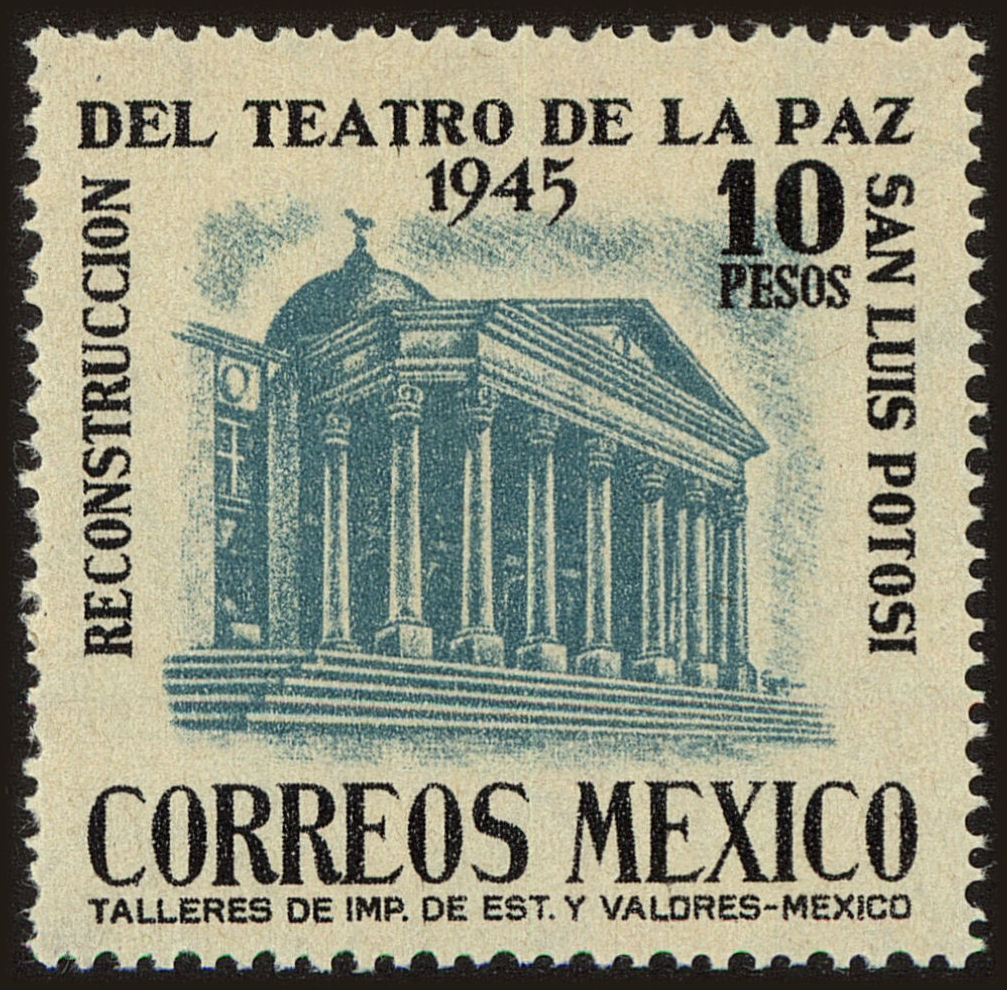 RECONSTRUCCION
DEL TEATRO DE LA PAZ
SAN LUIS POTOSI
1945
10
PESOS
CORREOS MEXICO
TALLERES DE IMP. DE EST. Y VALORES-MEXICO